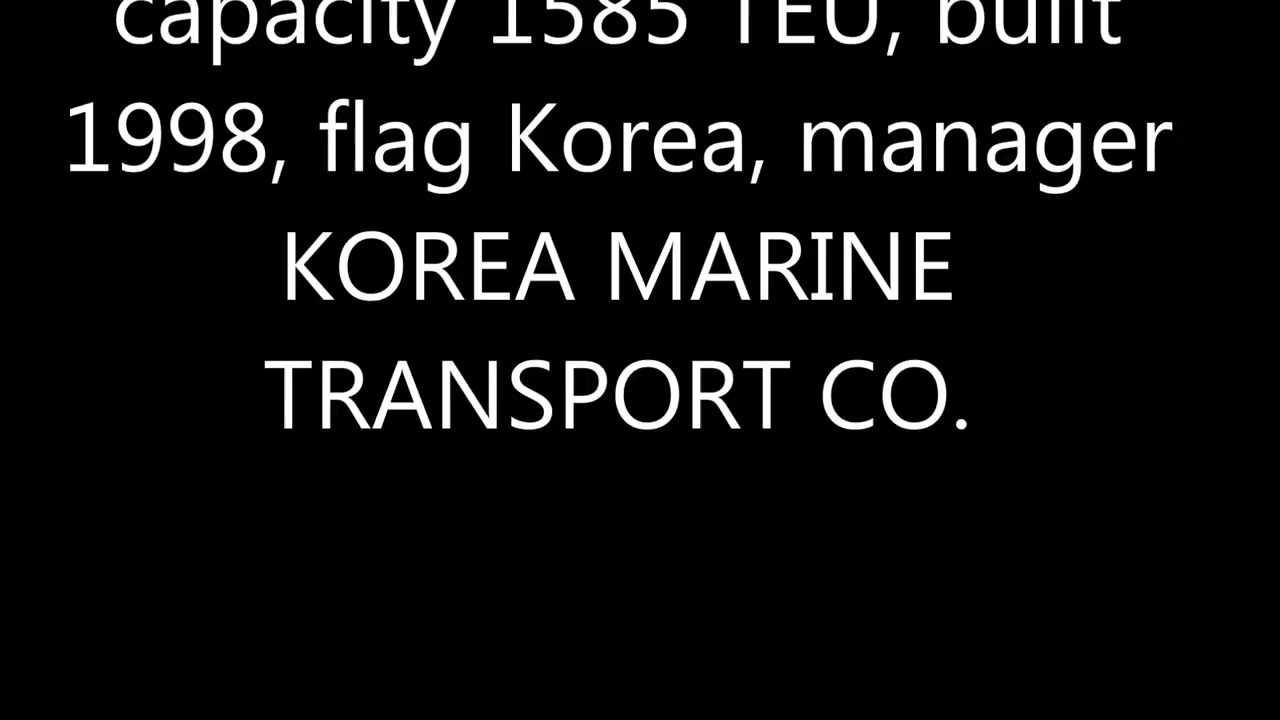 capacity 1585 TEU, built
1998, flag Korea, manager
KOREA MARINE
TRANSPORT CO.